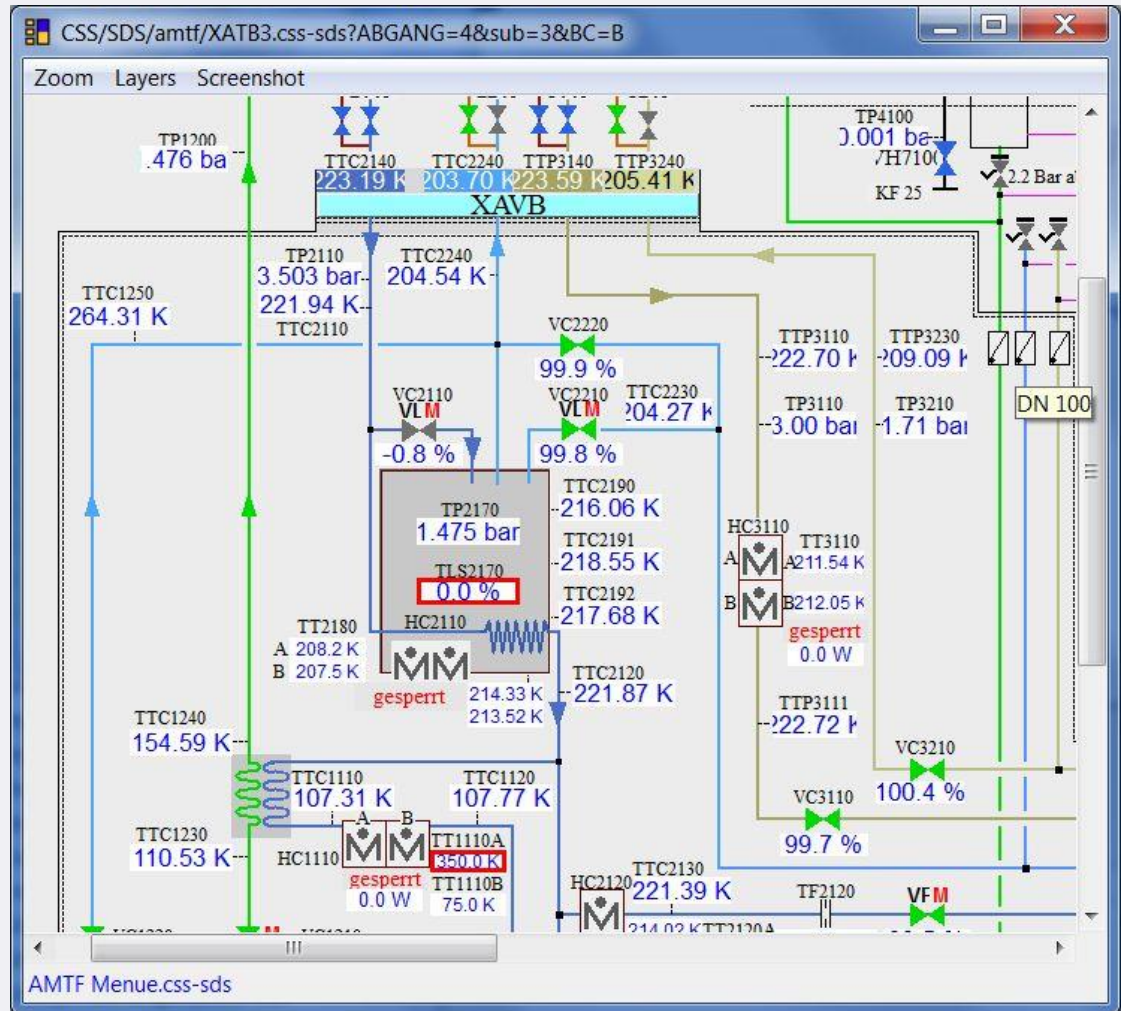 CSS/SDS/amtf/XATB3.css-sds?ABGANG=4&sub=3&BC=B
Zoom Layers Screenshot
TP1200
.476 ba
TP4100
0.001 ba
VH7100
KF 25
2.2 Bar a
TTC2140 TTC2240 TTP3140 TTP3240
223.19 K 203.70 K 223.59 K 205.41 K
XAVB
TP2110
3.503 bar
221.94 K
TTC2110
TTC2240
204.54 K
TTC1250
264.31 K
VC2220
99.9 %
TTP3110
222.70 K
TTP3230
209.09 K
VC2110
VLM
-0.8 %
VC2210
VLM
99.8 %
TTC2230
204.27 K
TP3110
3.00 bar
TP3210
1.71 bar
DN 100
TP2170
1.475 bar
TTC2190
216.06 K
TTC2191
218.55 K
TLS2170
0.0 %
TTC2192
217.68 K
HC3110
A A
B B
TT3110
211.54 K
212.05 K
gesperrt
0.0 W
TT2180
A 208.2 K
B 207.5 K
HC2110
gesperrt
214.33 K
213.52 K
TTC2120
221.87 K
TTP3111
222.72 K
TTC1240
154.59 K
VC3210
100.4 %
TTC1110
107.31 K
TTC1120
107.77 K
VC3110
99.7 %
TTC1230
110.53 K
HC1110
A B
TT1110A
350.0 K
gesperrt
0.0 W
TT1110B
75.0 K
HC2120
TTC2130
221.39 K
TF2120
VFM
214.02 K
TT2120A
AMTF Menue.css-sds